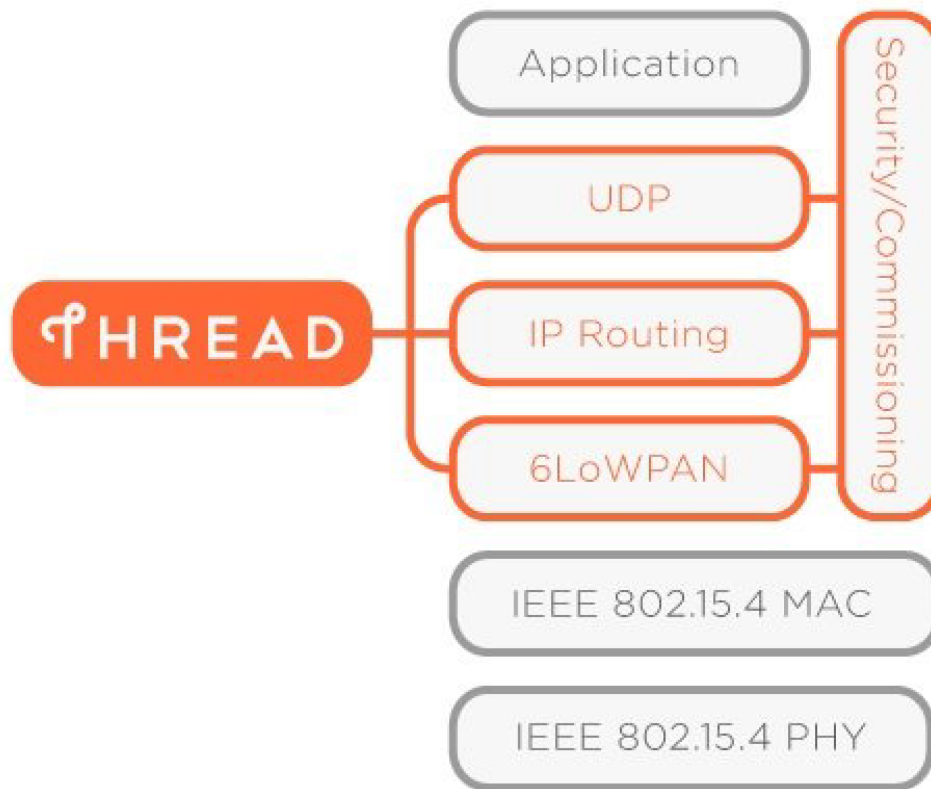 Application
Security/Commissioning
UDP
THREAD
IP Routing
6LoWPAN
IEEE 802.15.4 MAC
IEEE 802.15.4 PHY